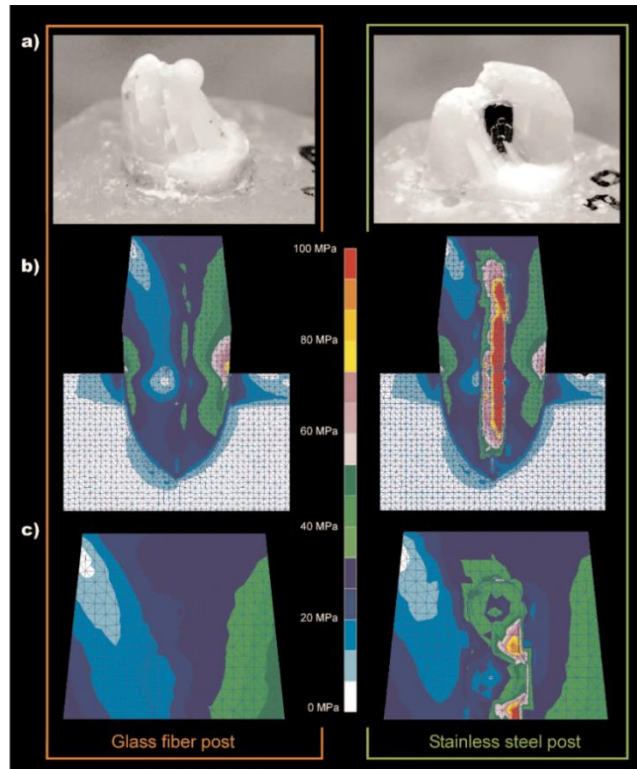 a)
b)
100 MPa
80 MPa
60 MPa
40 MPa
20 MPa
0 MPa
c)
Glass fiber post
Stainless steel post